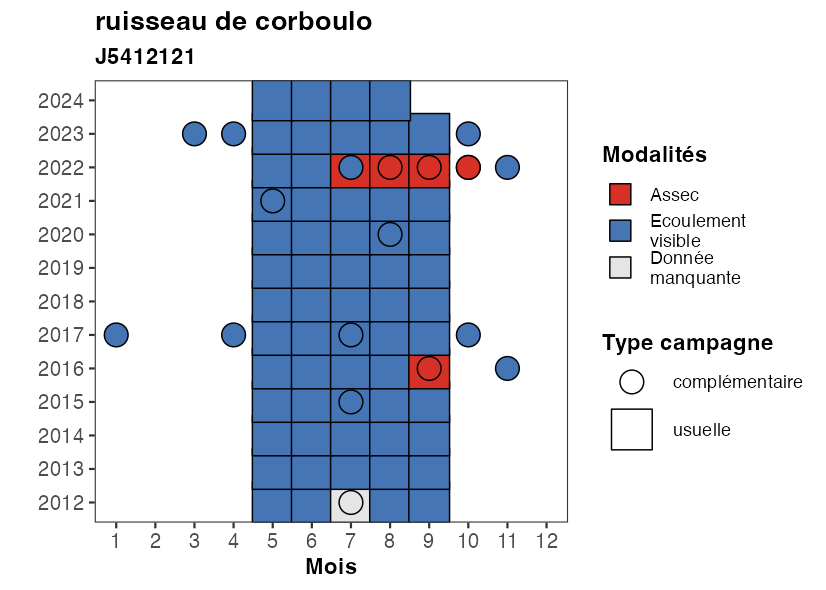 ruisseau de corboulo
J5412121
2024
2023
2022
2021
2020
2019
2018
2017
2016
2015
2014
2013
2012
1 2 3 4 5 6 7 8 9 10 11 12
Mois
Modalités
Assec
Ecoulement
visible
Donnée
manquante
Type campagne
complémentaire
usuelle